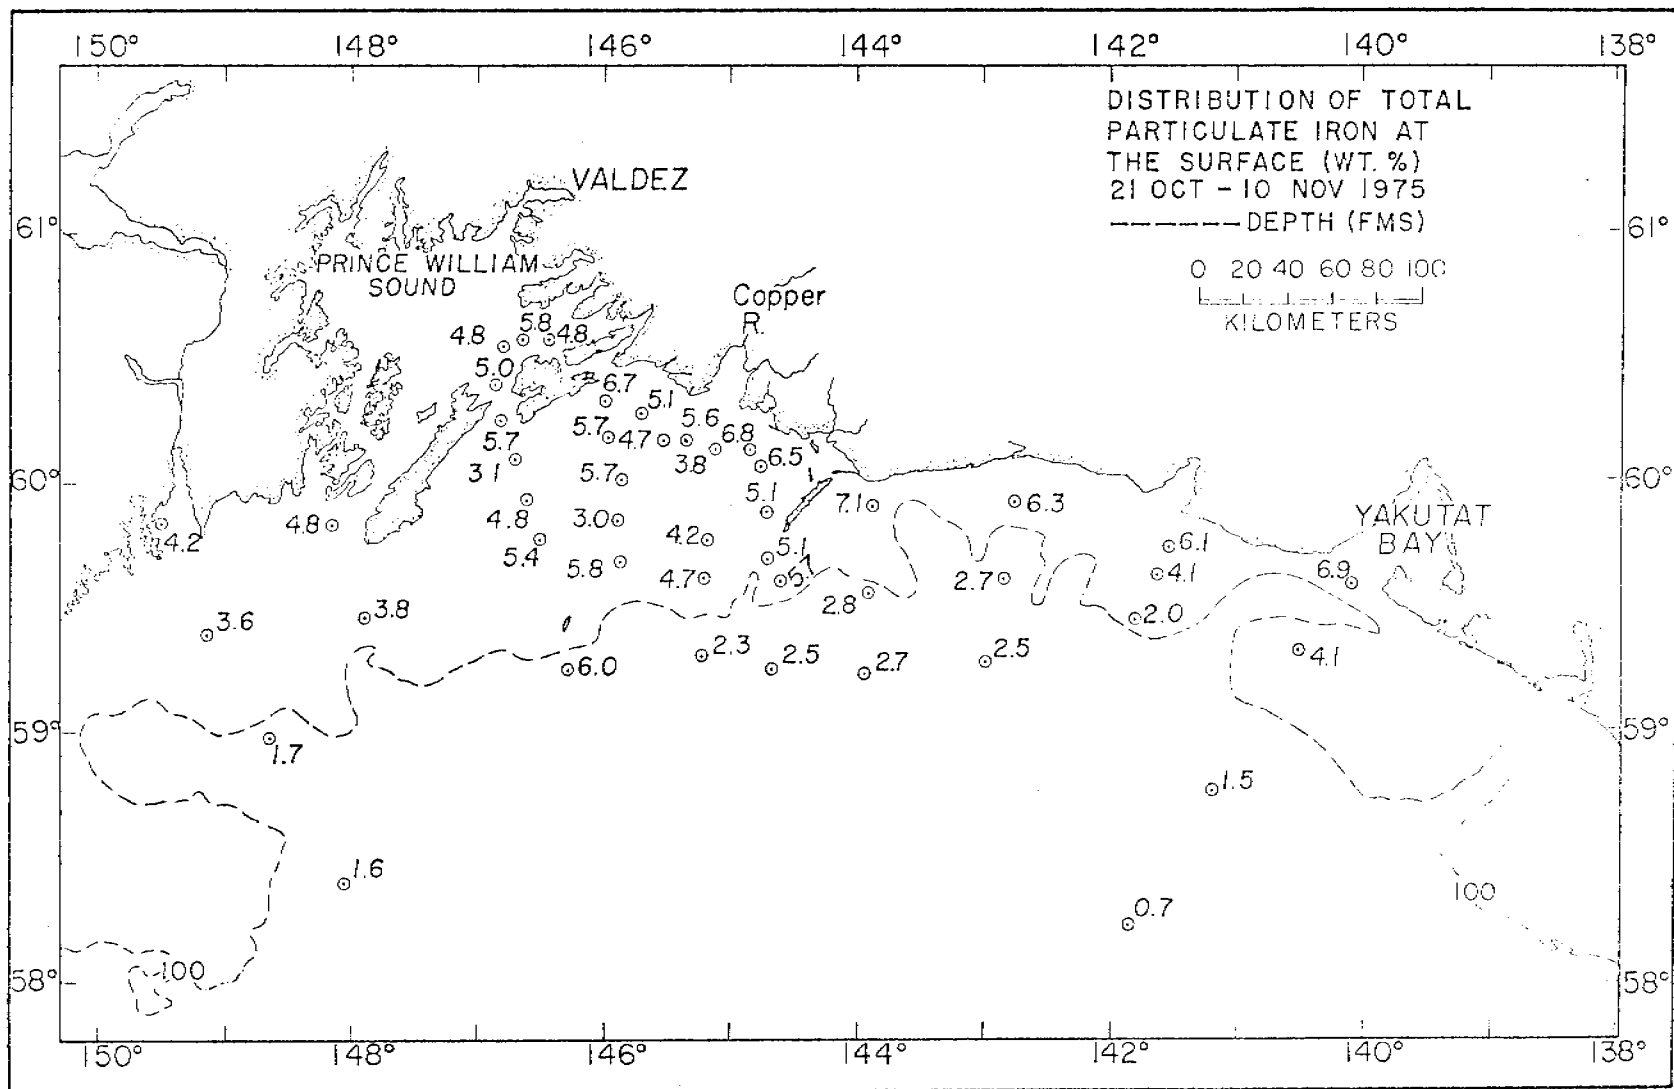 150° 148° 146° 144° 142° 140° 138°
DISTRIBUTION OF TOTAL
PARTICULATE IRON AT
THE SURFACE (WT. %)
21 OCT – 10 NOV 1975
------- DEPTH (FMS)
0 20 40 60 80 100
KILOMETERS
VALDEZ
61° 61°
PRINCE WILLIAM
SOUND
Copper
R.
4.8 5.8 4.8
5.0
6.7 5.1
5.7 5.7 4.7 5.6 3.8 6.8 6.5
3.1 5.7
60° 60°
4.8 3.0 5.1 7.1 6.3
YAKUTAT
BAY
4.2 4.8 5.4 5.8 4.2 5.1 6.1
4.7 5.7 2.7 4.1 6.9
2.8 2.0
3.6 3.8
6.0 2.3 2.5 2.7 2.5 4.1
59° 59°
1.7
1.5
1.6
100
0.7
100
58° 58°
150° 148° 146° 144° 142° 140° 138°